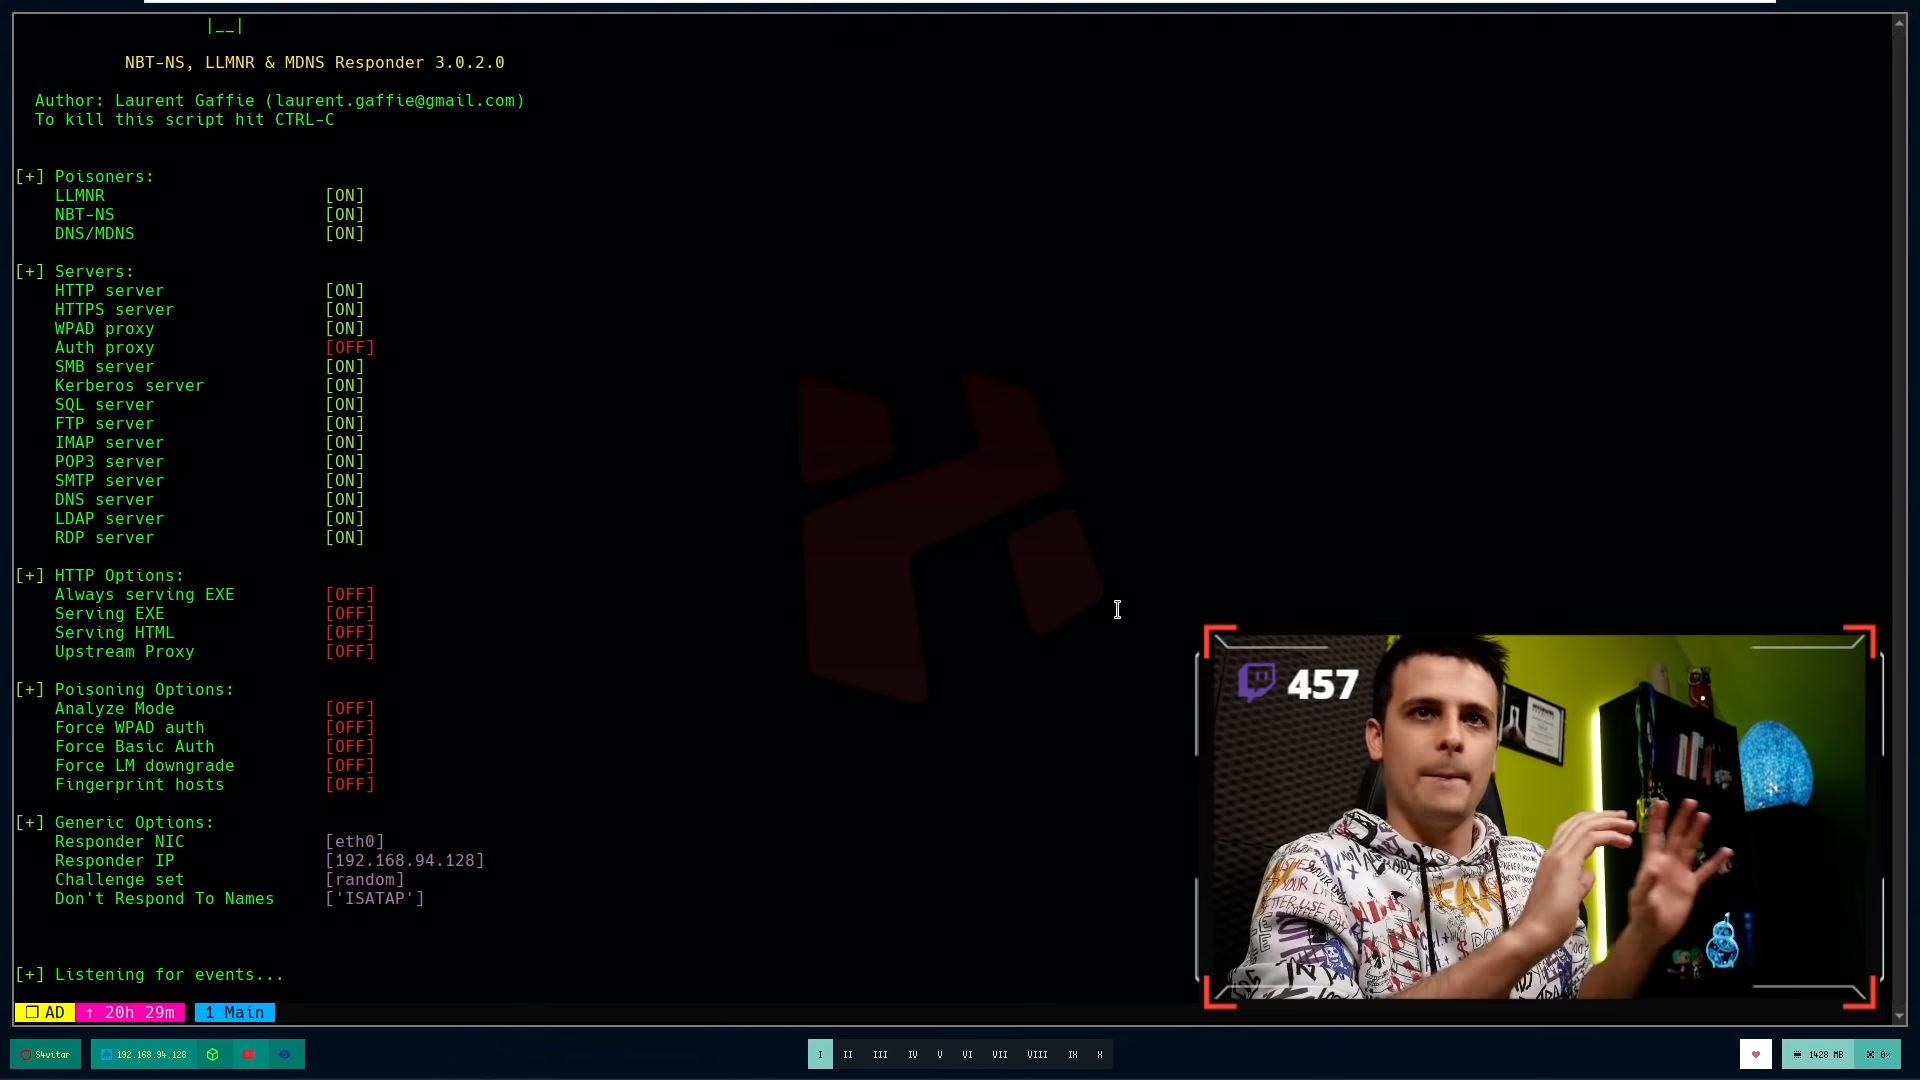 |__|
NBT-NS, LLMNR & MDNS Responder 3.0.2.0
Author: Laurent Gaffie (laurent.gaffie@gmail.com)
To kill this script hit CTRL-C
[+] Poisoners:
LLMNR [ON]
NBT-NS [ON]
DNS/MDNS [ON]
[+] Servers:
HTTP server [ON]
HTTPS server [ON]
WPAD proxy [ON]
Auth proxy [OFF]
SMB server [ON]
Kerberos server [ON]
SQL server [ON]
FTP server [ON]
IMAP server [ON]
POP3 server [ON]
SMTP server [ON]
DNS server [ON]
LDAP server [ON]
RDP server [ON]
[+] HTTP Options:
Always serving EXE [OFF]
Serving EXE [OFF]
Serving HTML [OFF]
Upstream Proxy [OFF]
[+] Poisoning Options:
Analyze Mode [OFF]
Force WPAD auth [OFF]
Force Basic Auth [OFF]
Force LM downgrade [OFF]
Fingerprint hosts [OFF]
[+] Generic Options:
Responder NIC [eth0]
Responder IP [192.168.94.128]
Challenge set [random]
Don't Respond To Names ['ISATAP']
[+] Listening for events...
457
AD ↑ 20h 29m 1 Main
S4vitar 192.168.94.128 I II III IV V VI VII VIII IX X 1428 MB 0%